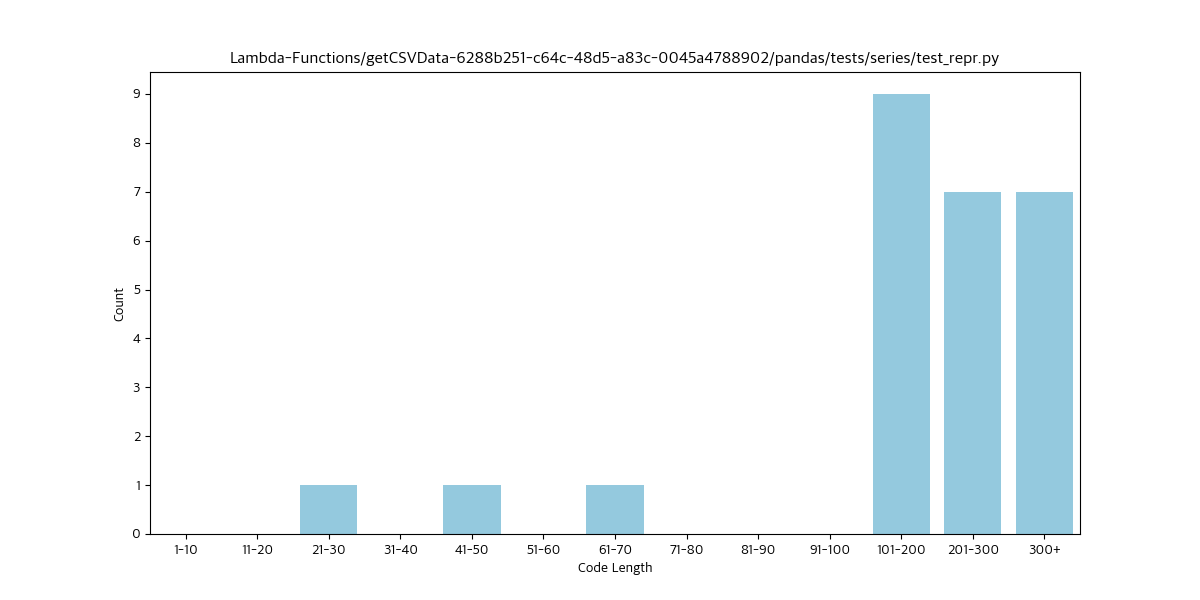 Lambda-Functions/getCSVData-6288b251-c64c-48d5-a83c-0045a4788902/pandas/tests/series/test_repr.py
9
8
7
6
5
4
3
2
1
0
Count
1-10 11-20 21-30 31-40 41-50 51-60 61-70 71-80 81-90 91-100 101-200 201-300 300+
Code Length